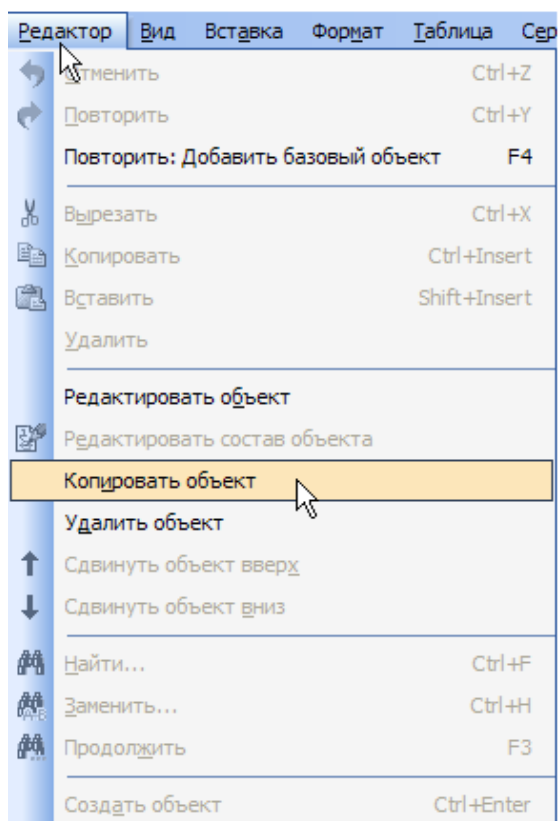 Редактор Вид Вставка Формат Таблица Сер
Отменить Ctrl+Z
Повторить Ctrl+Y
Повторить: Добавить базовый объект F4
Вырезать Ctrl+X
Копировать Ctrl+Insert
Вставить Shift+Insert
Удалить
Редактировать объект
Редактировать состав объекта
Копировать объект
Удалить объект
Сдвинуть объект вверх
Сдвинуть объект вниз
Найти... Ctrl+F
Заменить... Ctrl+H
Продолжить F3
Создать объект Ctrl+Enter